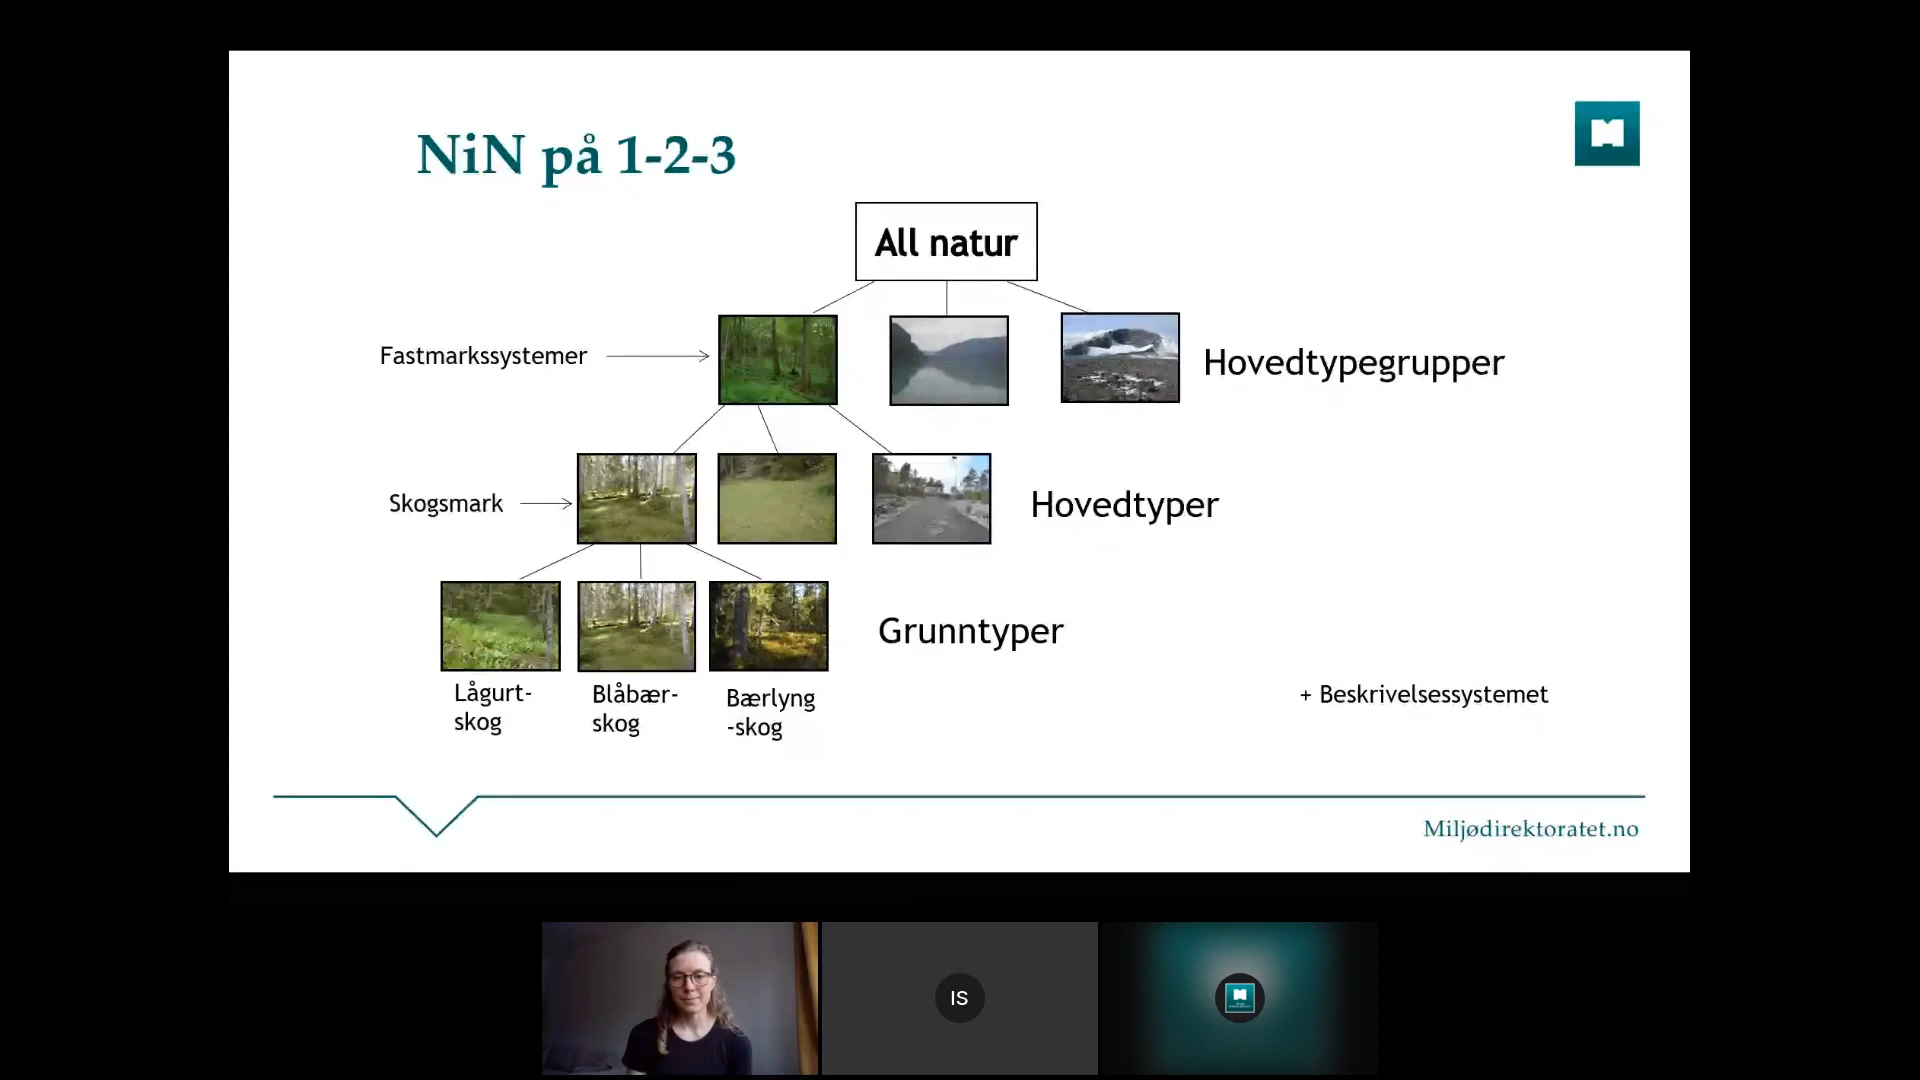 NiN på 1-2-3
All natur
Fastmarkssystemer
Hovedtypegrupper
Skogsmark
Hovedtyper
Grunntyper
Lågurt-
skog
Blåbær-
skog
Bærlyng
-skog
+ Beskrivelsessystemet
Miljødirektoratet.no
IS